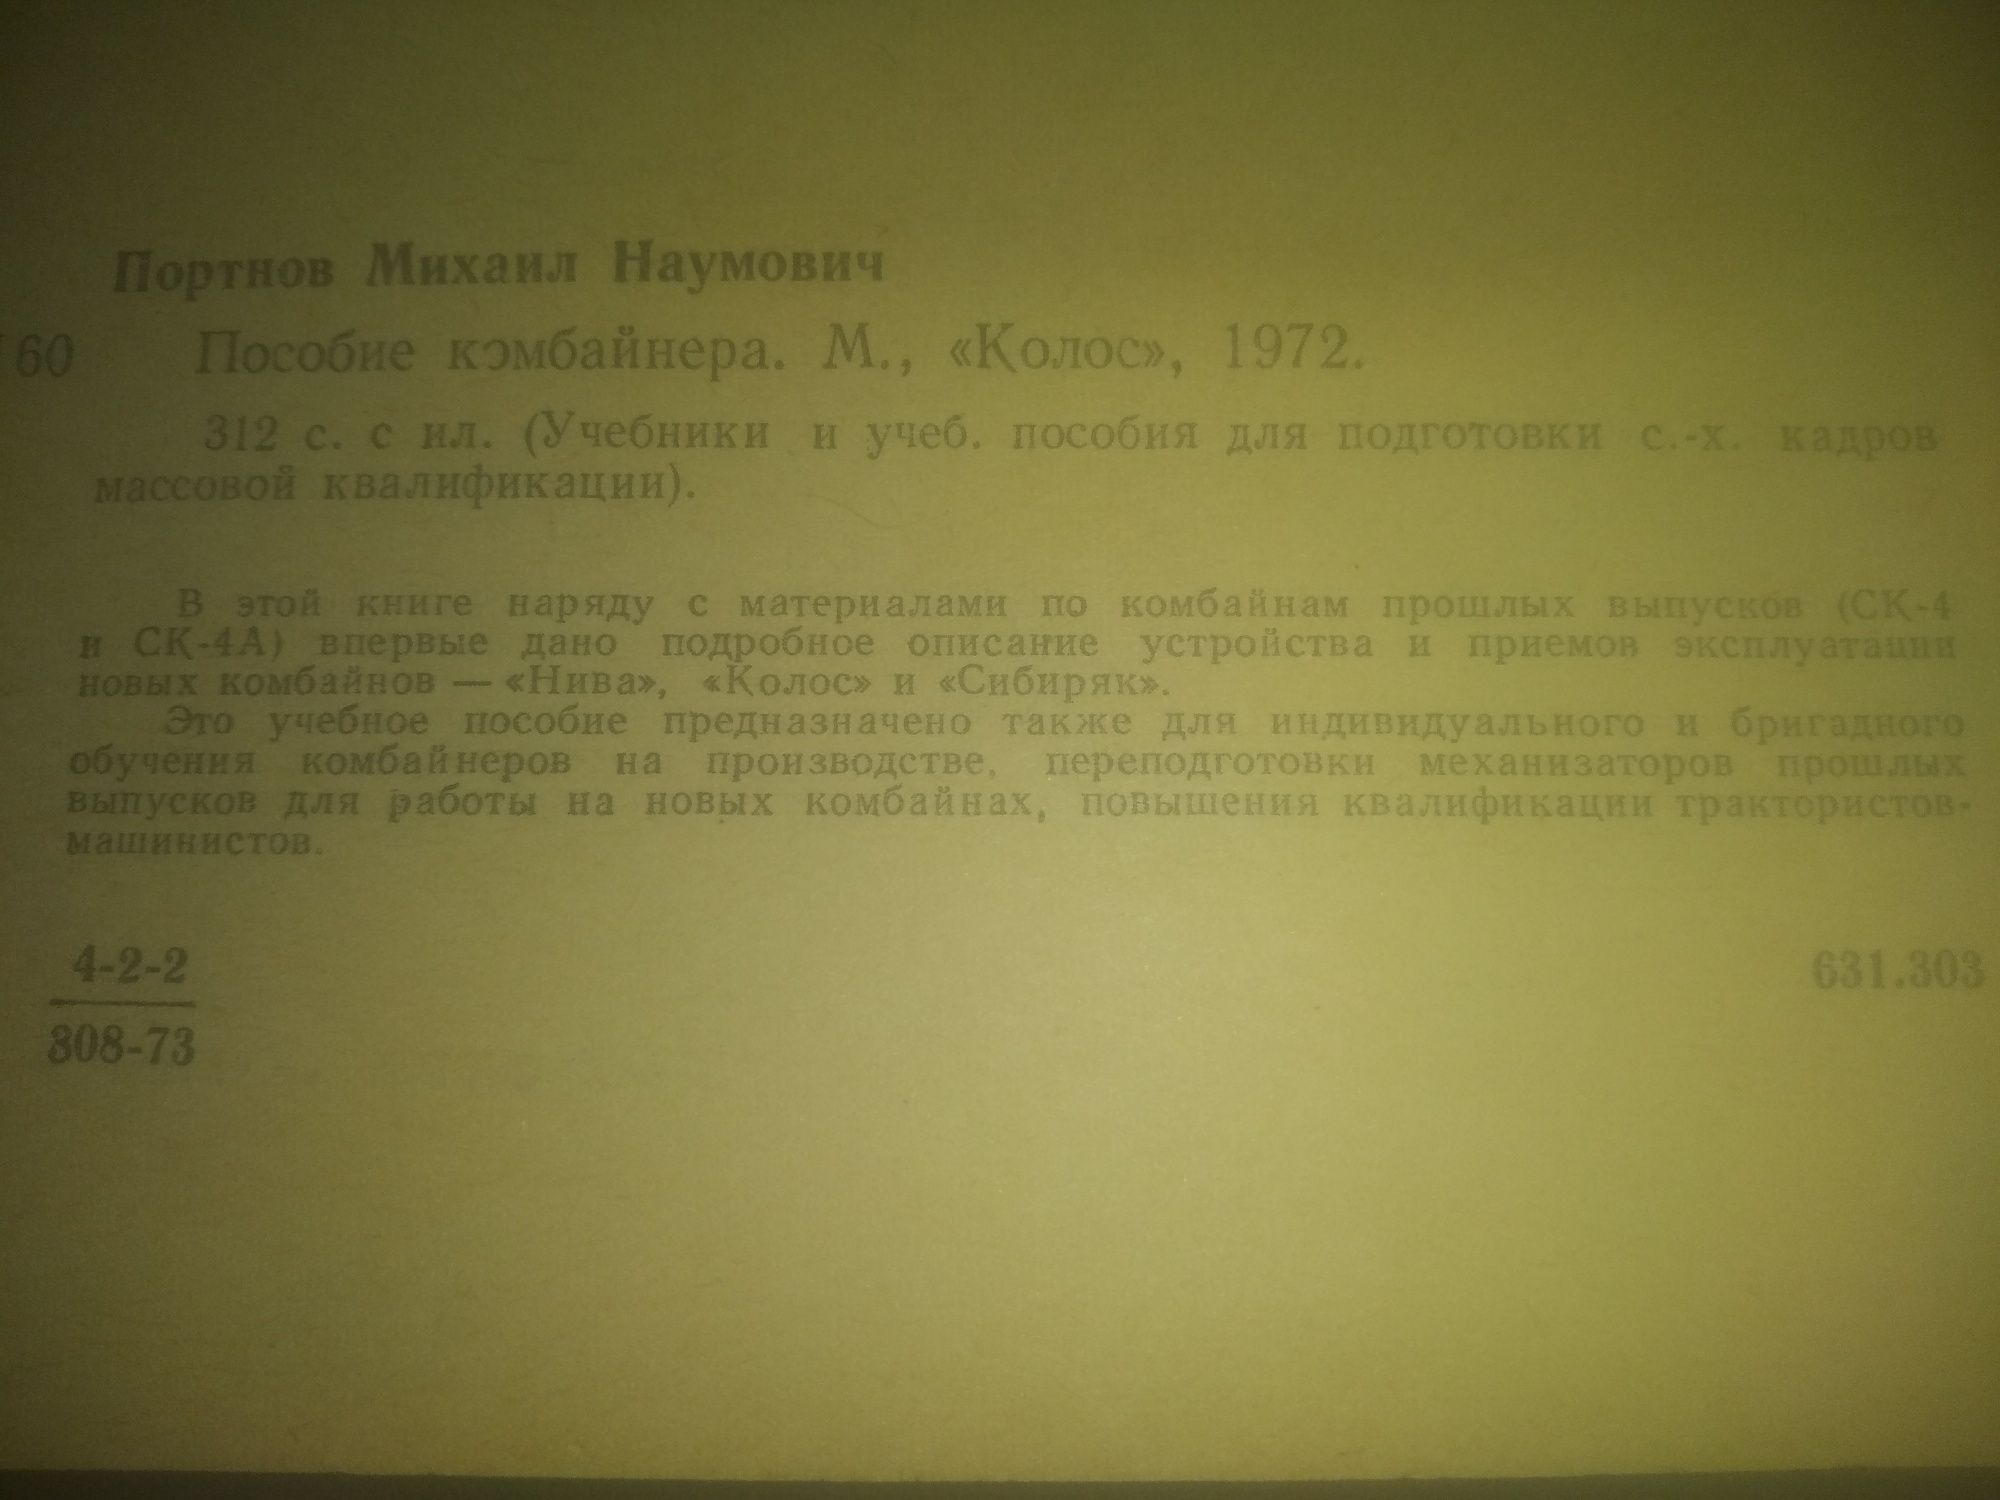 Портнов Михаил Наумович
60 Пособие комбайнера. М., «Колос», 1972.
312 с. с ил. (Учебники и учеб. пособия для подготовки с.-х. кадров
массовой квалификации).
В этой книге наряду с материалами по комбайнам прошлых выпусков (СК-4
и СК-4А) впервые дано подробное описание устройства и приемов эксплуатации
новых комбайнов — «Нива», «Колос» и «Сибиряк».
Это учебное пособие предназначено также для индивидуального и бригадного
обучения комбайнеров на производстве, переподготовки механизаторов прошлых
выпусков для работы на новых комбайнах, повышения квалификации трактористов-
машинистов.
4-2-2 631.303
308-73